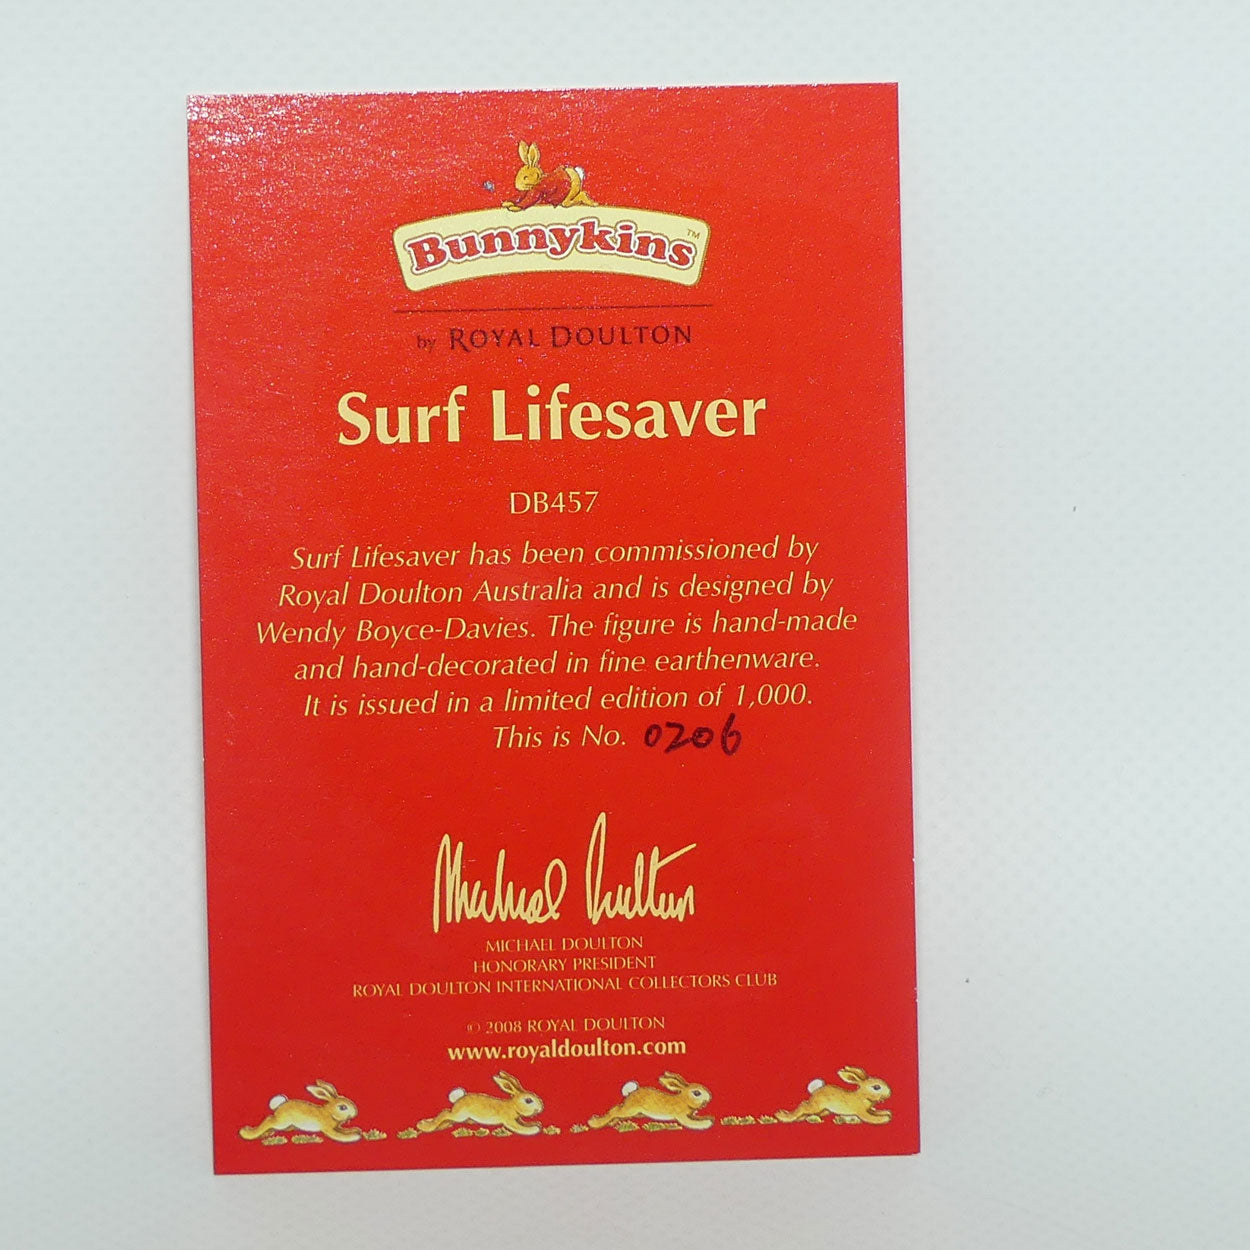 Bunnykins™
by ROYAL DOULTON
Surf Lifesaver
DB457
Surf Lifesaver has been commissioned by
Royal Doulton Australia and is designed by
Wendy Boyce-Davies. The figure is hand-made
and hand-decorated in fine earthenware.
It is issued in a limited edition of 1,000.
This is No. 0206
Michael Doulton
MICHAEL DOULTON
HONORARY PRESIDENT
ROYAL DOULTON INTERNATIONAL COLLECTORS CLUB
© 2008 ROYAL DOULTON
www.royaldoulton.com